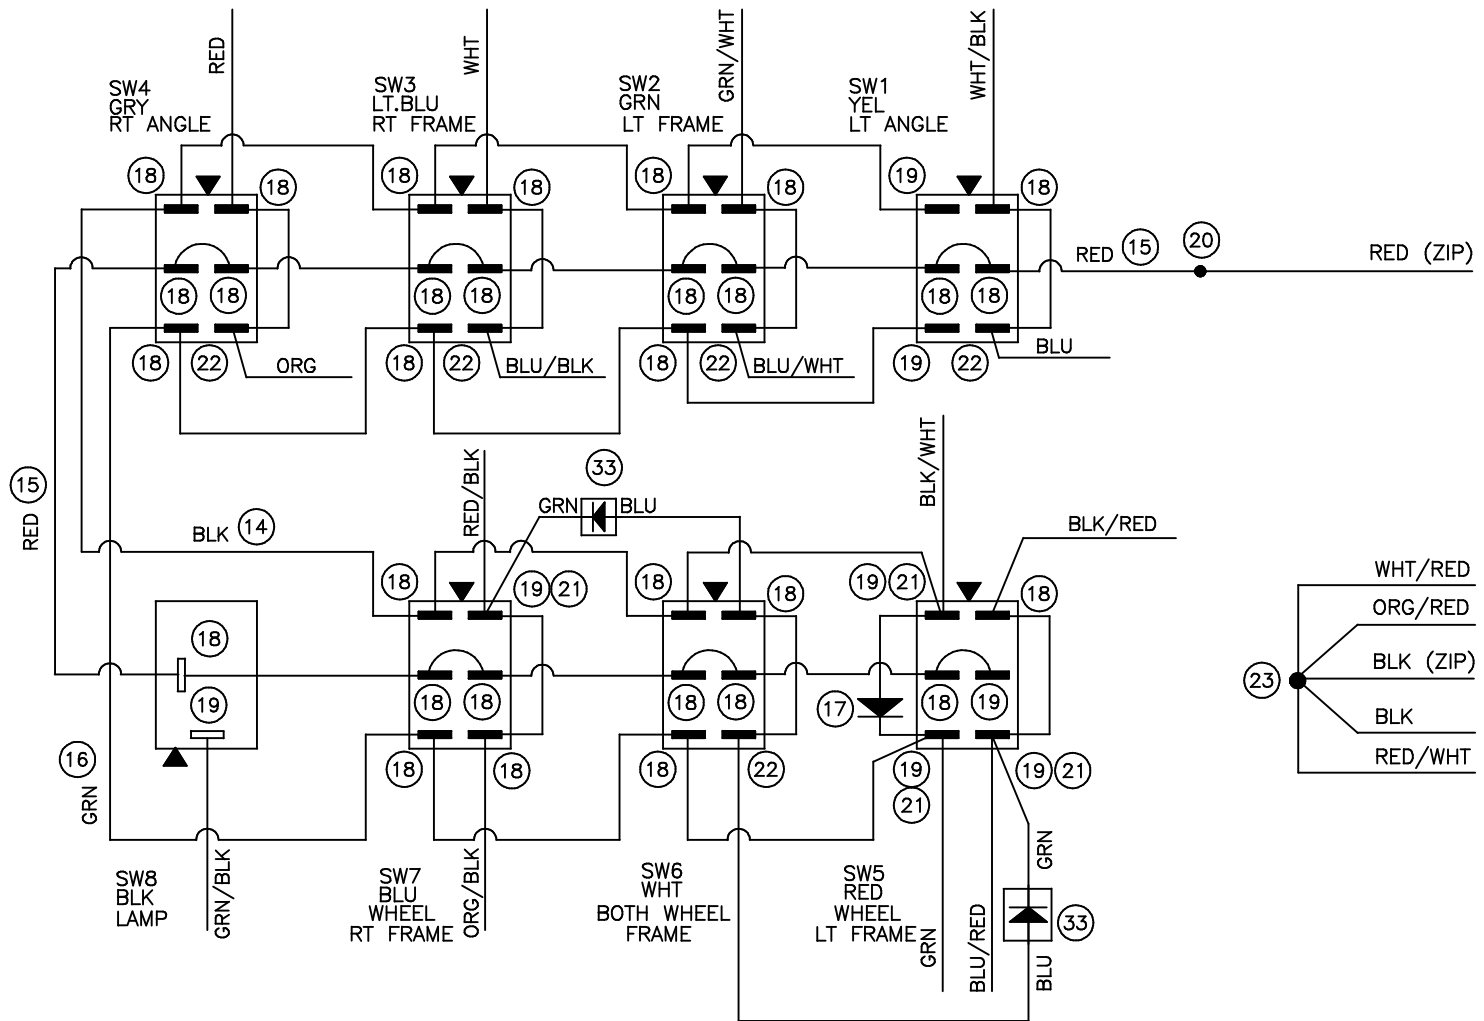 RED
WHT
GRN/WHT
WHT/BLK
SW4
GRY
RT ANGLE
SW3
LT.BLU
RT FRAME
SW2
GRN
LT FRAME
SW1
YEL
LT ANGLE
18
18
18
18
18
18
19
18
RED
15
20
RED (ZIP)
18
18
18
18
18
18
18
18
18
22
ORG
18
22
BLU/BLK
18
22
BLU/WHT
19
22
BLU
RED
15
BLK
14
RED/BLK
33
GRN
BLU
BLK/WHT
BLK/RED
18
19
21
18
18
19
21
18
WHT/RED
ORG/RED
BLK (ZIP)
BLK
RED/WHT
23
18
19
18
18
18
18
17
18
19
16
GRN
18
18
18
22
19
21
19
21
SW8
BLK
LAMP
GRN/BLK
SW7
BLU
WHEEL
RT FRAME
ORG/BLK
SW6
WHT
BOTH WHEEL
FRAME
SW5
RED
WHEEL
LT FRAME
GRN
BLU/RED
GRN
33
BLU